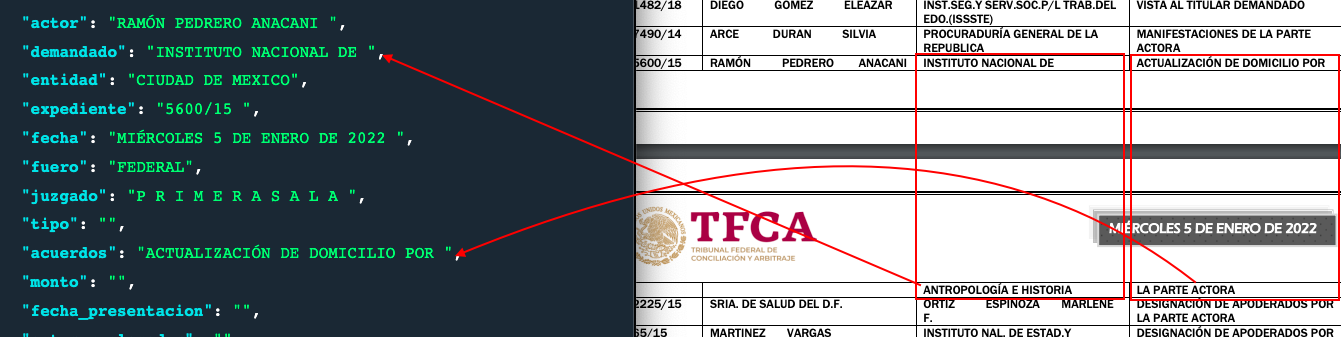 "actor": "RAMÓN PEDRERO ANACANI ",
"demandado": "INSTITUTO NACIONAL DE ",
"entidad": "CIUDAD DE MEXICO",
"expediente": "5600/15 ",
"fecha": "MIÉRCOLES 5 DE ENERO DE 2022 ",
"fuero": "FEDERAL",
"juzgado": "P R I M E R A S A L A ",
"tipo": "",
"acuerdos": "ACTUALIZACIÓN DE DOMICILIO POR ",
"monto": "",
"fecha_presentacion": "",
1482/18 DIEGO GOMEZ ELEAZAR INST.SEG.Y SERV.SOC.P/L TRAB.DEL VISTA AL TITULAR DEMANDADO
EDO.(ISSSTE)
7490/14 ARCE DURAN SILVIA PROCURADURÍA GENERAL DE LA MANIFESTACIONES DE LA PARTE
REPUBLICA ACTORA
5600/15 RAMÓN PEDRERO ANACANI INSTITUTO NACIONAL DE ACTUALIZACIÓN DE DOMICILIO POR
TFCA
TRIBUNAL FEDERAL DE
CONCILIACIÓN Y ARBITRAJE
MIÉRCOLES 5 DE ENERO DE 2022
ANTROPOLOGÍA E HISTORIA LA PARTE ACTORA
2225/15 SRIA. DE SALUD DEL D.F. ORTIZ ESPINOZA MARLENE DESIGNACIÓN DE APODERADOS POR
F. LA PARTE ACTORA
65/15 MARTINEZ VARGAS INSTITUTO NAL. DE ESTAD.Y DESIGNACIÓN DE APODERADOS POR